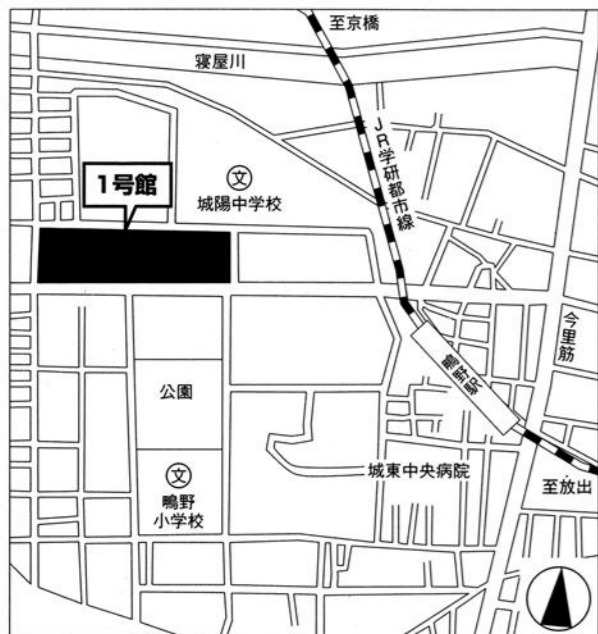 至京橋
寝屋川
JR学研都市線
文
城陽中学校
1号館
今里筋
鴫野駅
公園
城東中央病院
文
鴫野
小学校
至放出